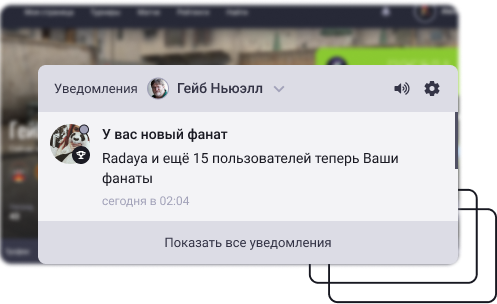 Уведомления Гейб Ньюэлл
У вас новый фанат
Radaya и ещё 15 пользователей теперь Ваши
фанаты
сегодня в 02:04
Показать все уведомления